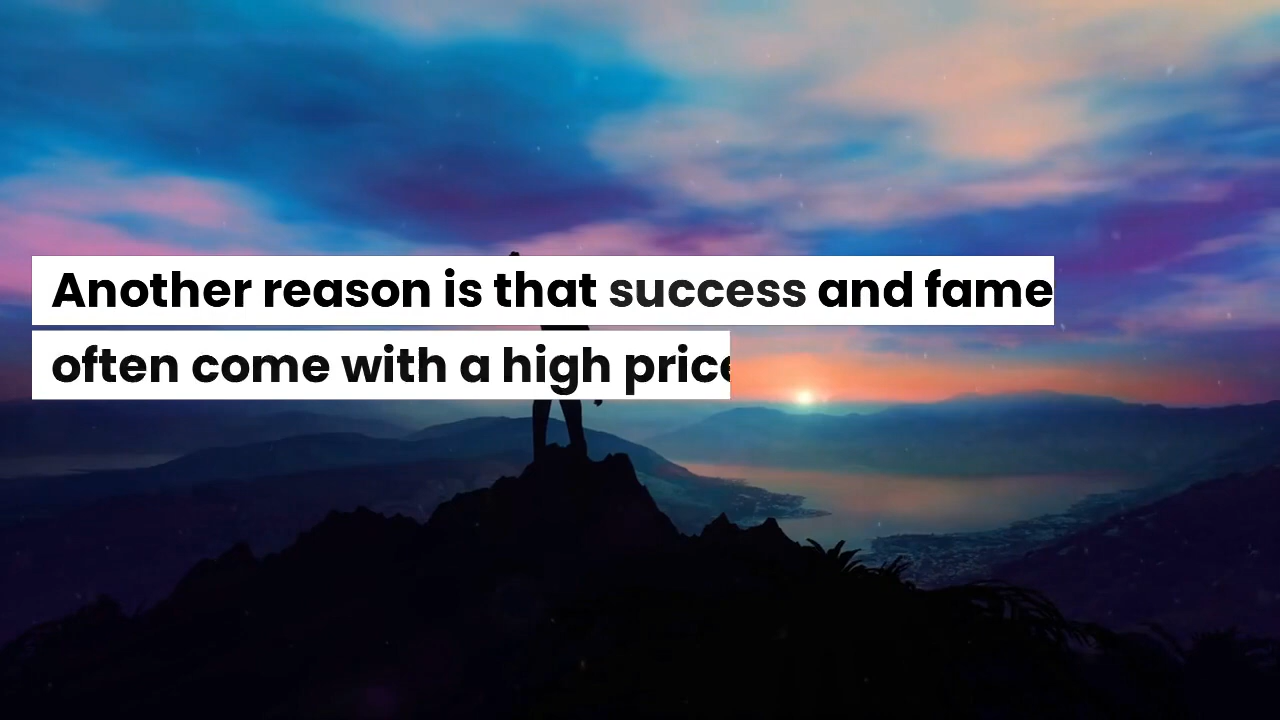 Another reason is that success and fame
often come with a high price